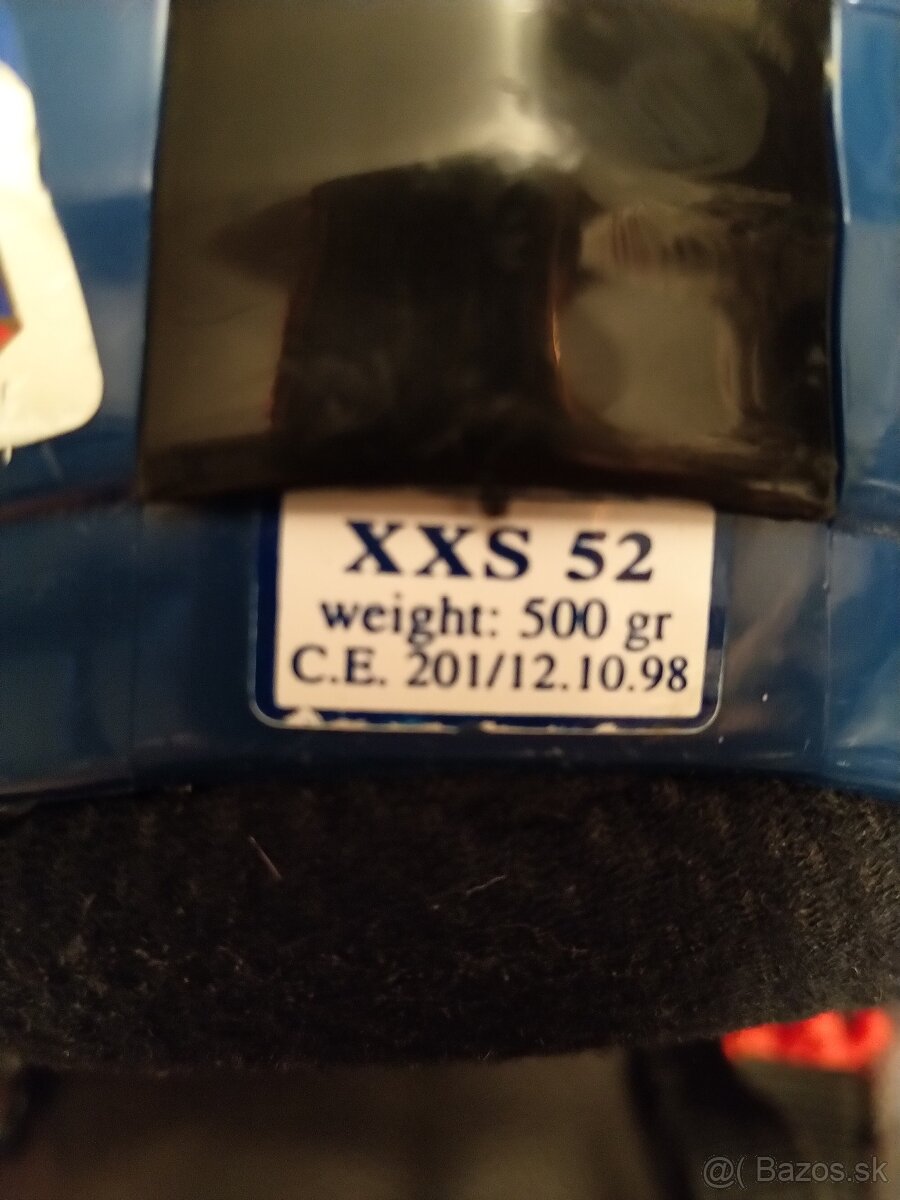 XXS 52
weight: 500 gr
C.E. 201/12.10.98
@( Bazos.sk